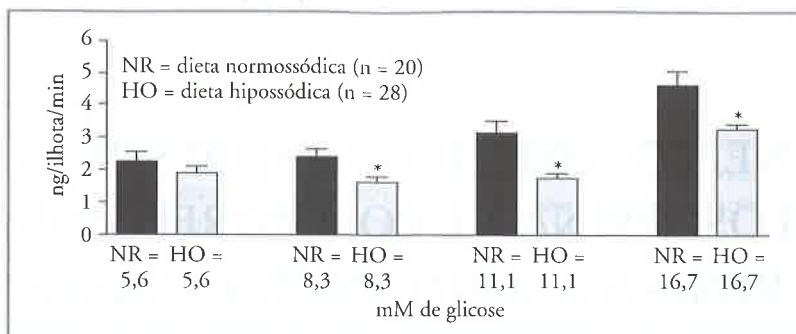 6
5
4
3
2
1
0
ng/ilhota/min
NR = dieta normossódica (n = 20)
HO = dieta hipossódica (n = 28)
* * *
NR = HO = NR = HO = NR = HO = NR = HO =
5,6 5,6 8,3 8,3 11,1 11,1 16,7 16,7
mM de glicose